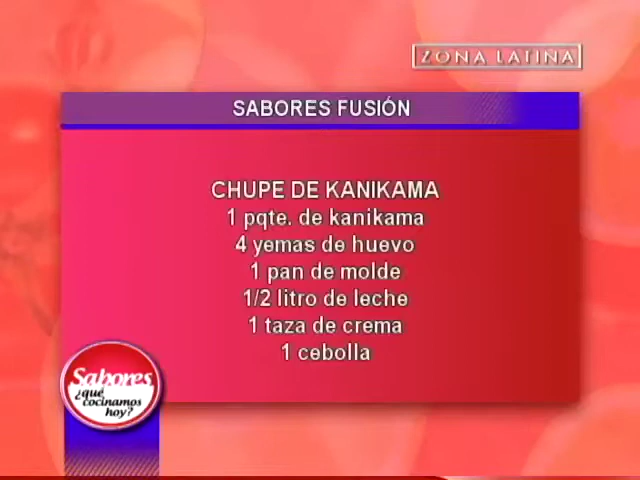 ZONA LATINA
SABORES FUSIÓN
CHUPE DE KANIKAMA
1 pqte. de kanikama
4 yemas de huevo
1 pan de molde
1/2 litro de leche
1 taza de crema
1 cebolla
Sabores
¿qué
cocinamos
hoy?